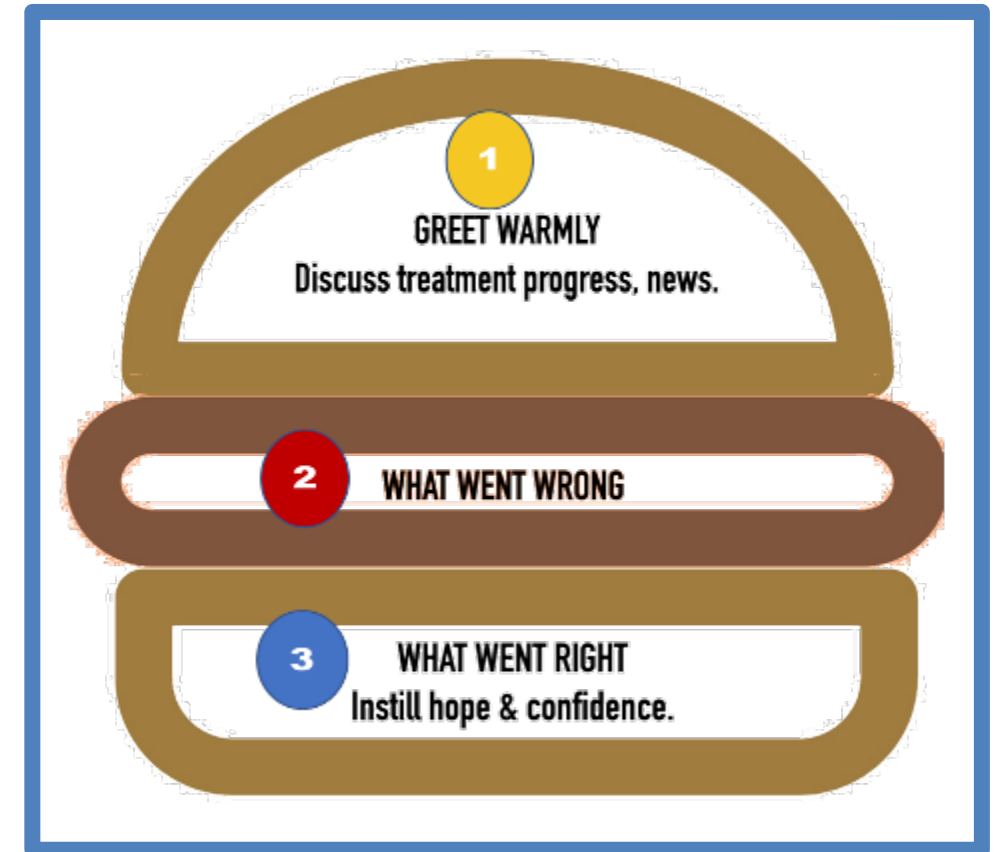 1
GREET WARMLY
Discuss treatment progress, news.
2 WHAT WENT WRONG
3 WHAT WENT RIGHT
Instill hope & confidence.